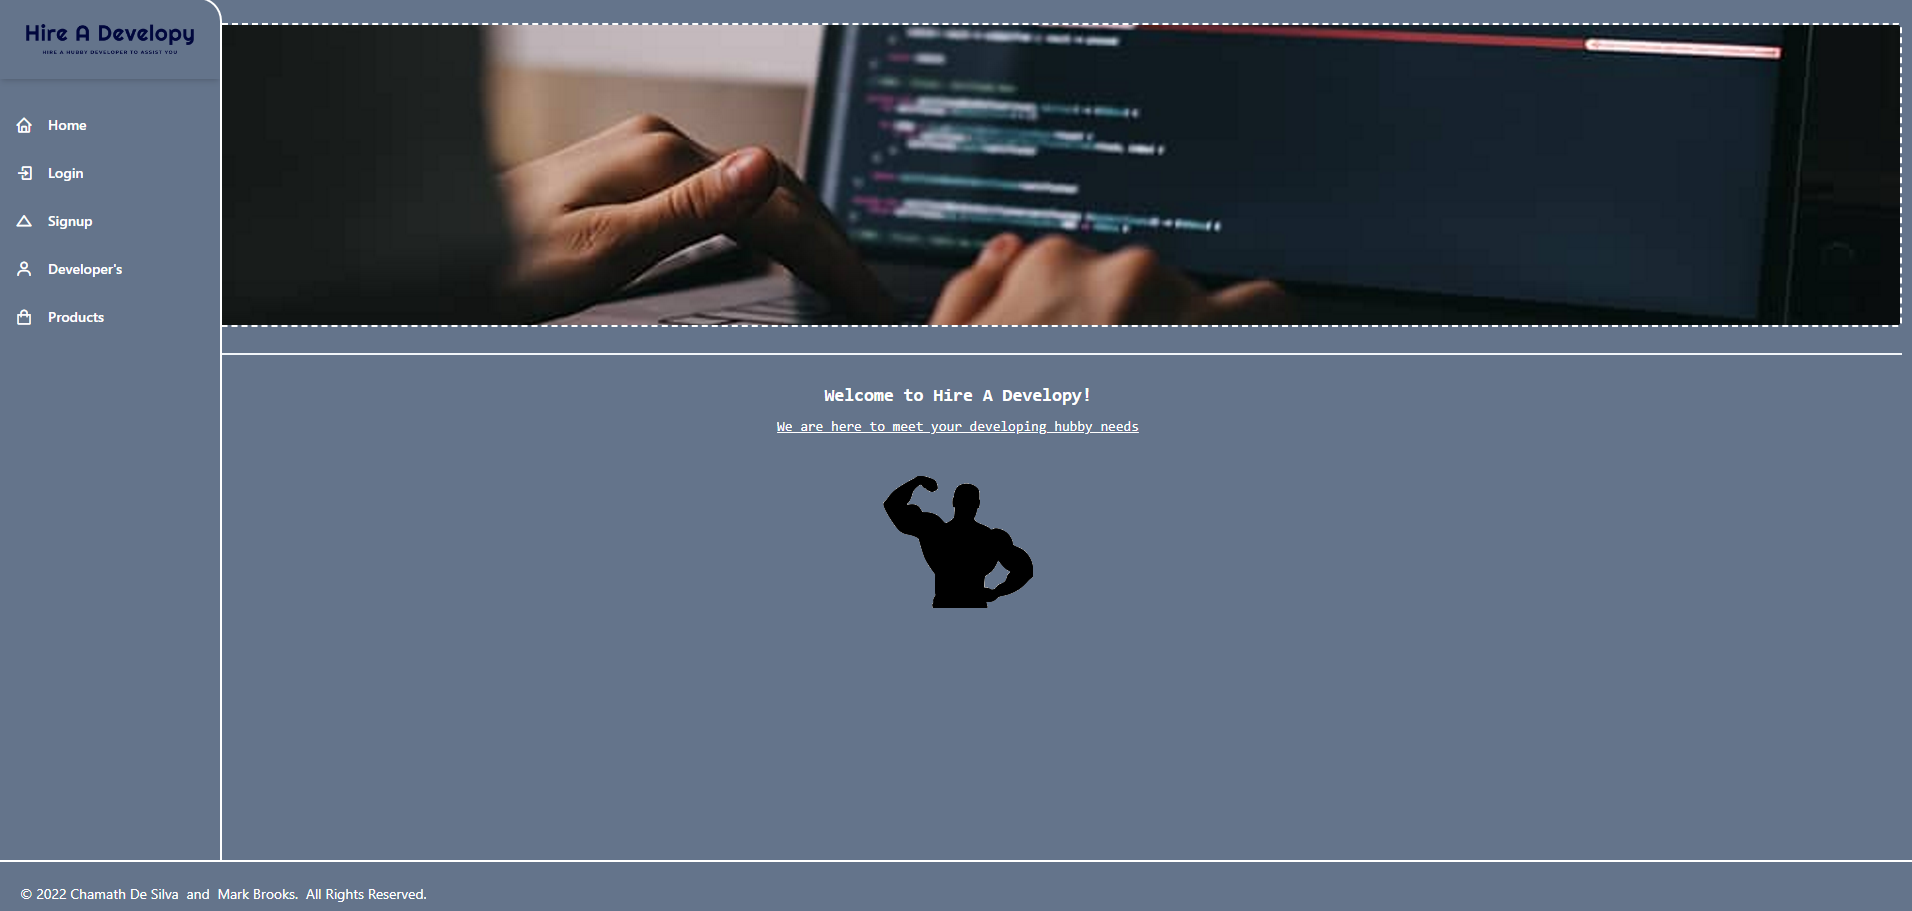 Hire A Developy
HIRE A HUBBY DEVELOPER TO ASSIST YOU
Home
Login
Signup
Developer's
Products
Welcome to Hire A Developy!
We are here to meet your developing hubby needs
© 2022 Chamath De Silva and Mark Brooks. All Rights Reserved.